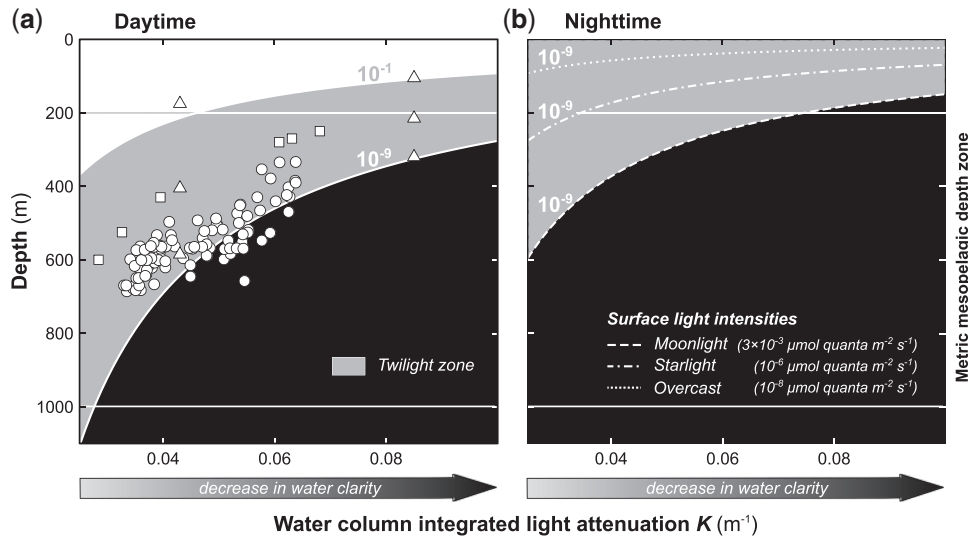 (a) Daytime
(b) Nighttime
0
200
400
600
800
1000
Depth (m)
10⁻¹
10⁻⁹
Twilight zone
0.04 0.06 0.08
decrease in water clarity
10⁻⁹
10⁻⁹
10⁻⁹
Surface light intensities
Moonlight (3×10⁻³ μmol quanta m⁻² s⁻¹)
Starlight (10⁻⁶ μmol quanta m⁻² s⁻¹)
Overcast (10⁻⁸ μmol quanta m⁻² s⁻¹)
0.04 0.06 0.08
decrease in water clarity
Metric mesopelagic depth zone
Water column integrated light attenuation K (m⁻¹)